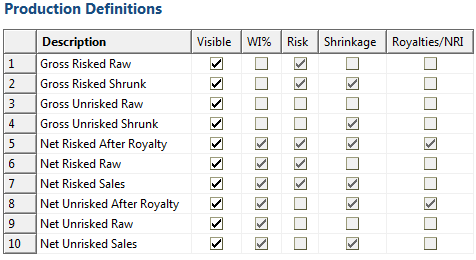 Production Definitions
Description Visible WI% Risk Shrinkage Royalties/NRI
1 Gross Risked Raw
2 Gross Risked Shrunk
3 Gross Unrisked Raw
4 Gross Unrisked Shrunk
5 Net Risked After Royalty
6 Net Risked Raw
7 Net Risked Sales
8 Net Unrisked After Royalty
9 Net Unrisked Raw
10 Net Unrisked Sales